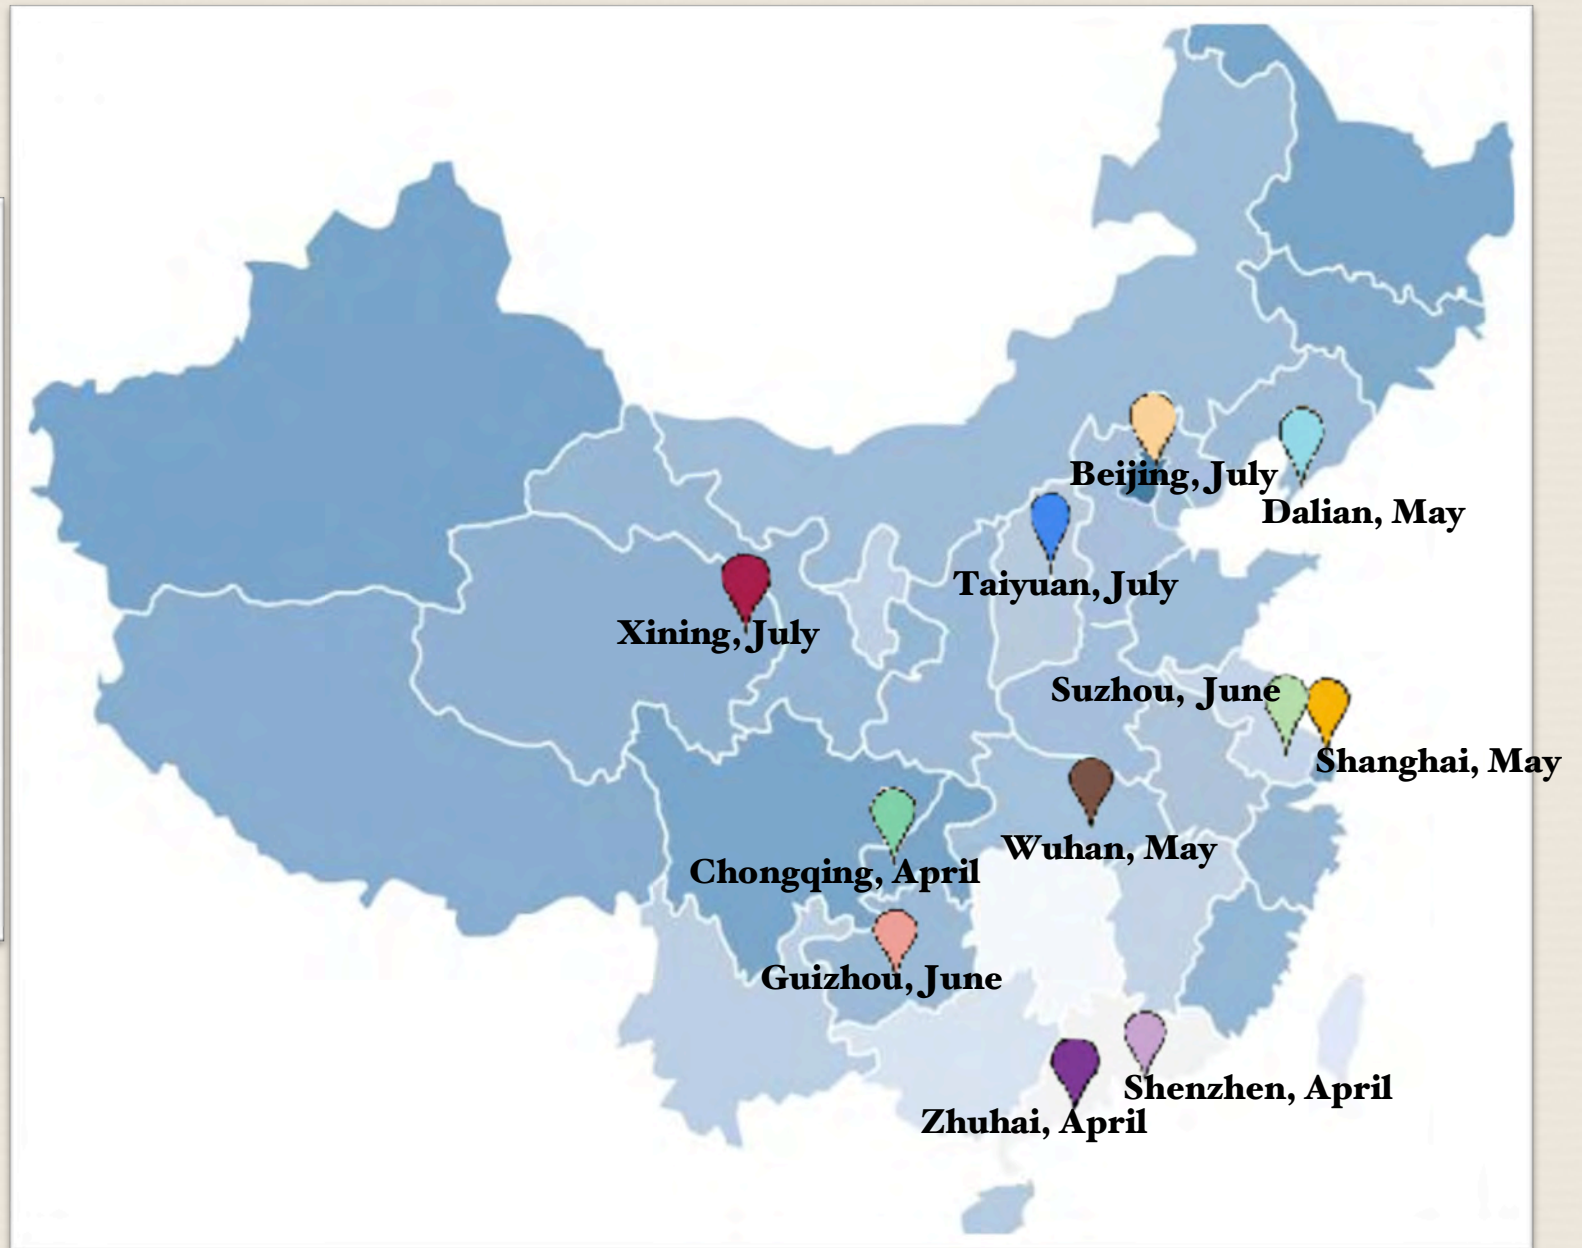 Beijing, July
Dalian, May
Taiyuan, July
Xining, July
Suzhou, June
Shanghai, May
Wuhan, May
Chongqing, April
Guizhou, June
Shenzhen, April
Zhuhai, April